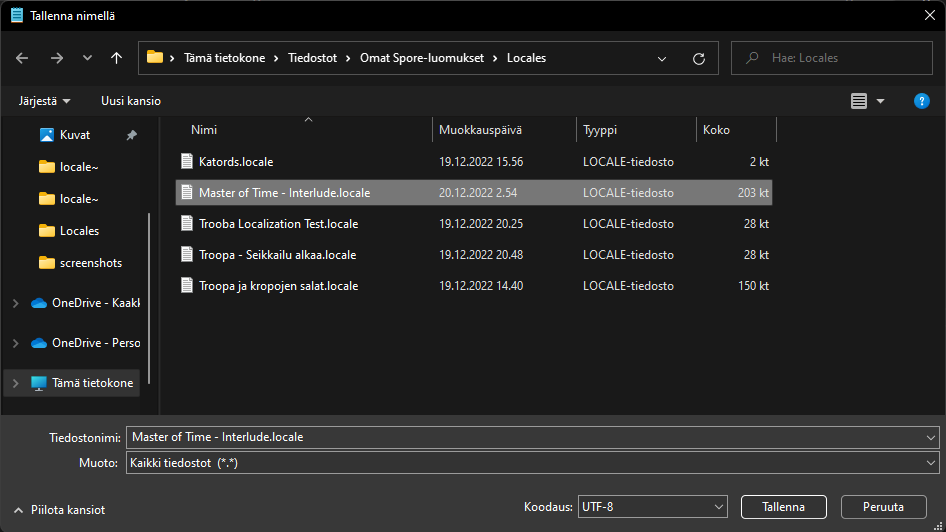 Tallenna nimellä
Tämä tietokone > Tiedostot > Omat Spore-luomukset > Locales
Hae: Locales
Järjestä Uusi kansio
?
Nimi Muokkauspäivä Tyyppi Koko
Kuvat
locale~
locale~
Locales
screenshots
OneDrive - Kaakk
OneDrive - Perso
Tämä tietokone
Katords.locale 19.12.2022 15.56 LOCALE-tiedosto 2 kt
Master of Time - Interlude.locale 20.12.2022 2.54 LOCALE-tiedosto 203 kt
Trooba Localization Test.locale 19.12.2022 20.25 LOCALE-tiedosto 28 kt
Troopa - Seikkailu alkaa.locale 19.12.2022 20.48 LOCALE-tiedosto 28 kt
Troopa ja kropojen salat.locale 19.12.2022 14.40 LOCALE-tiedosto 150 kt
Tiedostonimi: Master of Time - Interlude.locale
Muoto: Kaikki tiedostot (*.*)
Piilota kansiot
Koodaus: UTF-8 Tallenna Peruuta